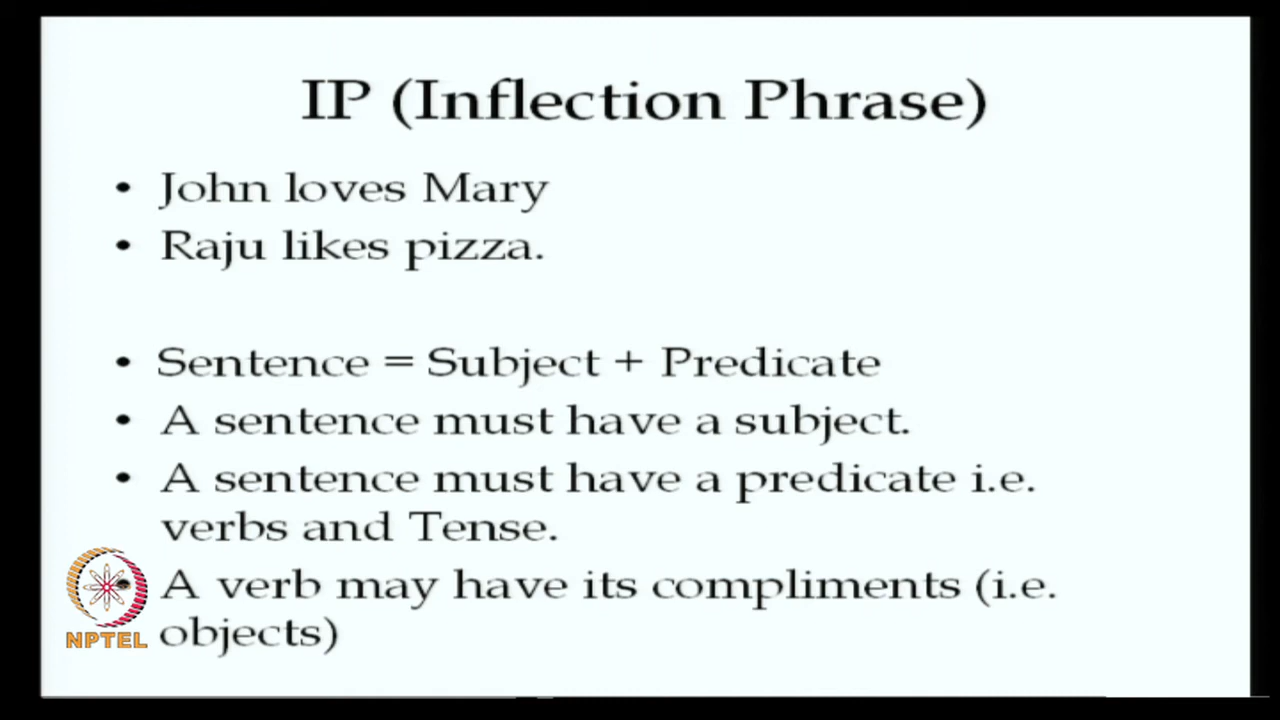 IP (Inflection Phrase)
• John loves Mary
• Raju likes pizza.
• Sentence = Subject + Predicate
• A sentence must have a subject.
• A sentence must have a predicate i.e.
verbs and Tense.
• A verb may have its compliments (i.e.
objects)
NPTEL